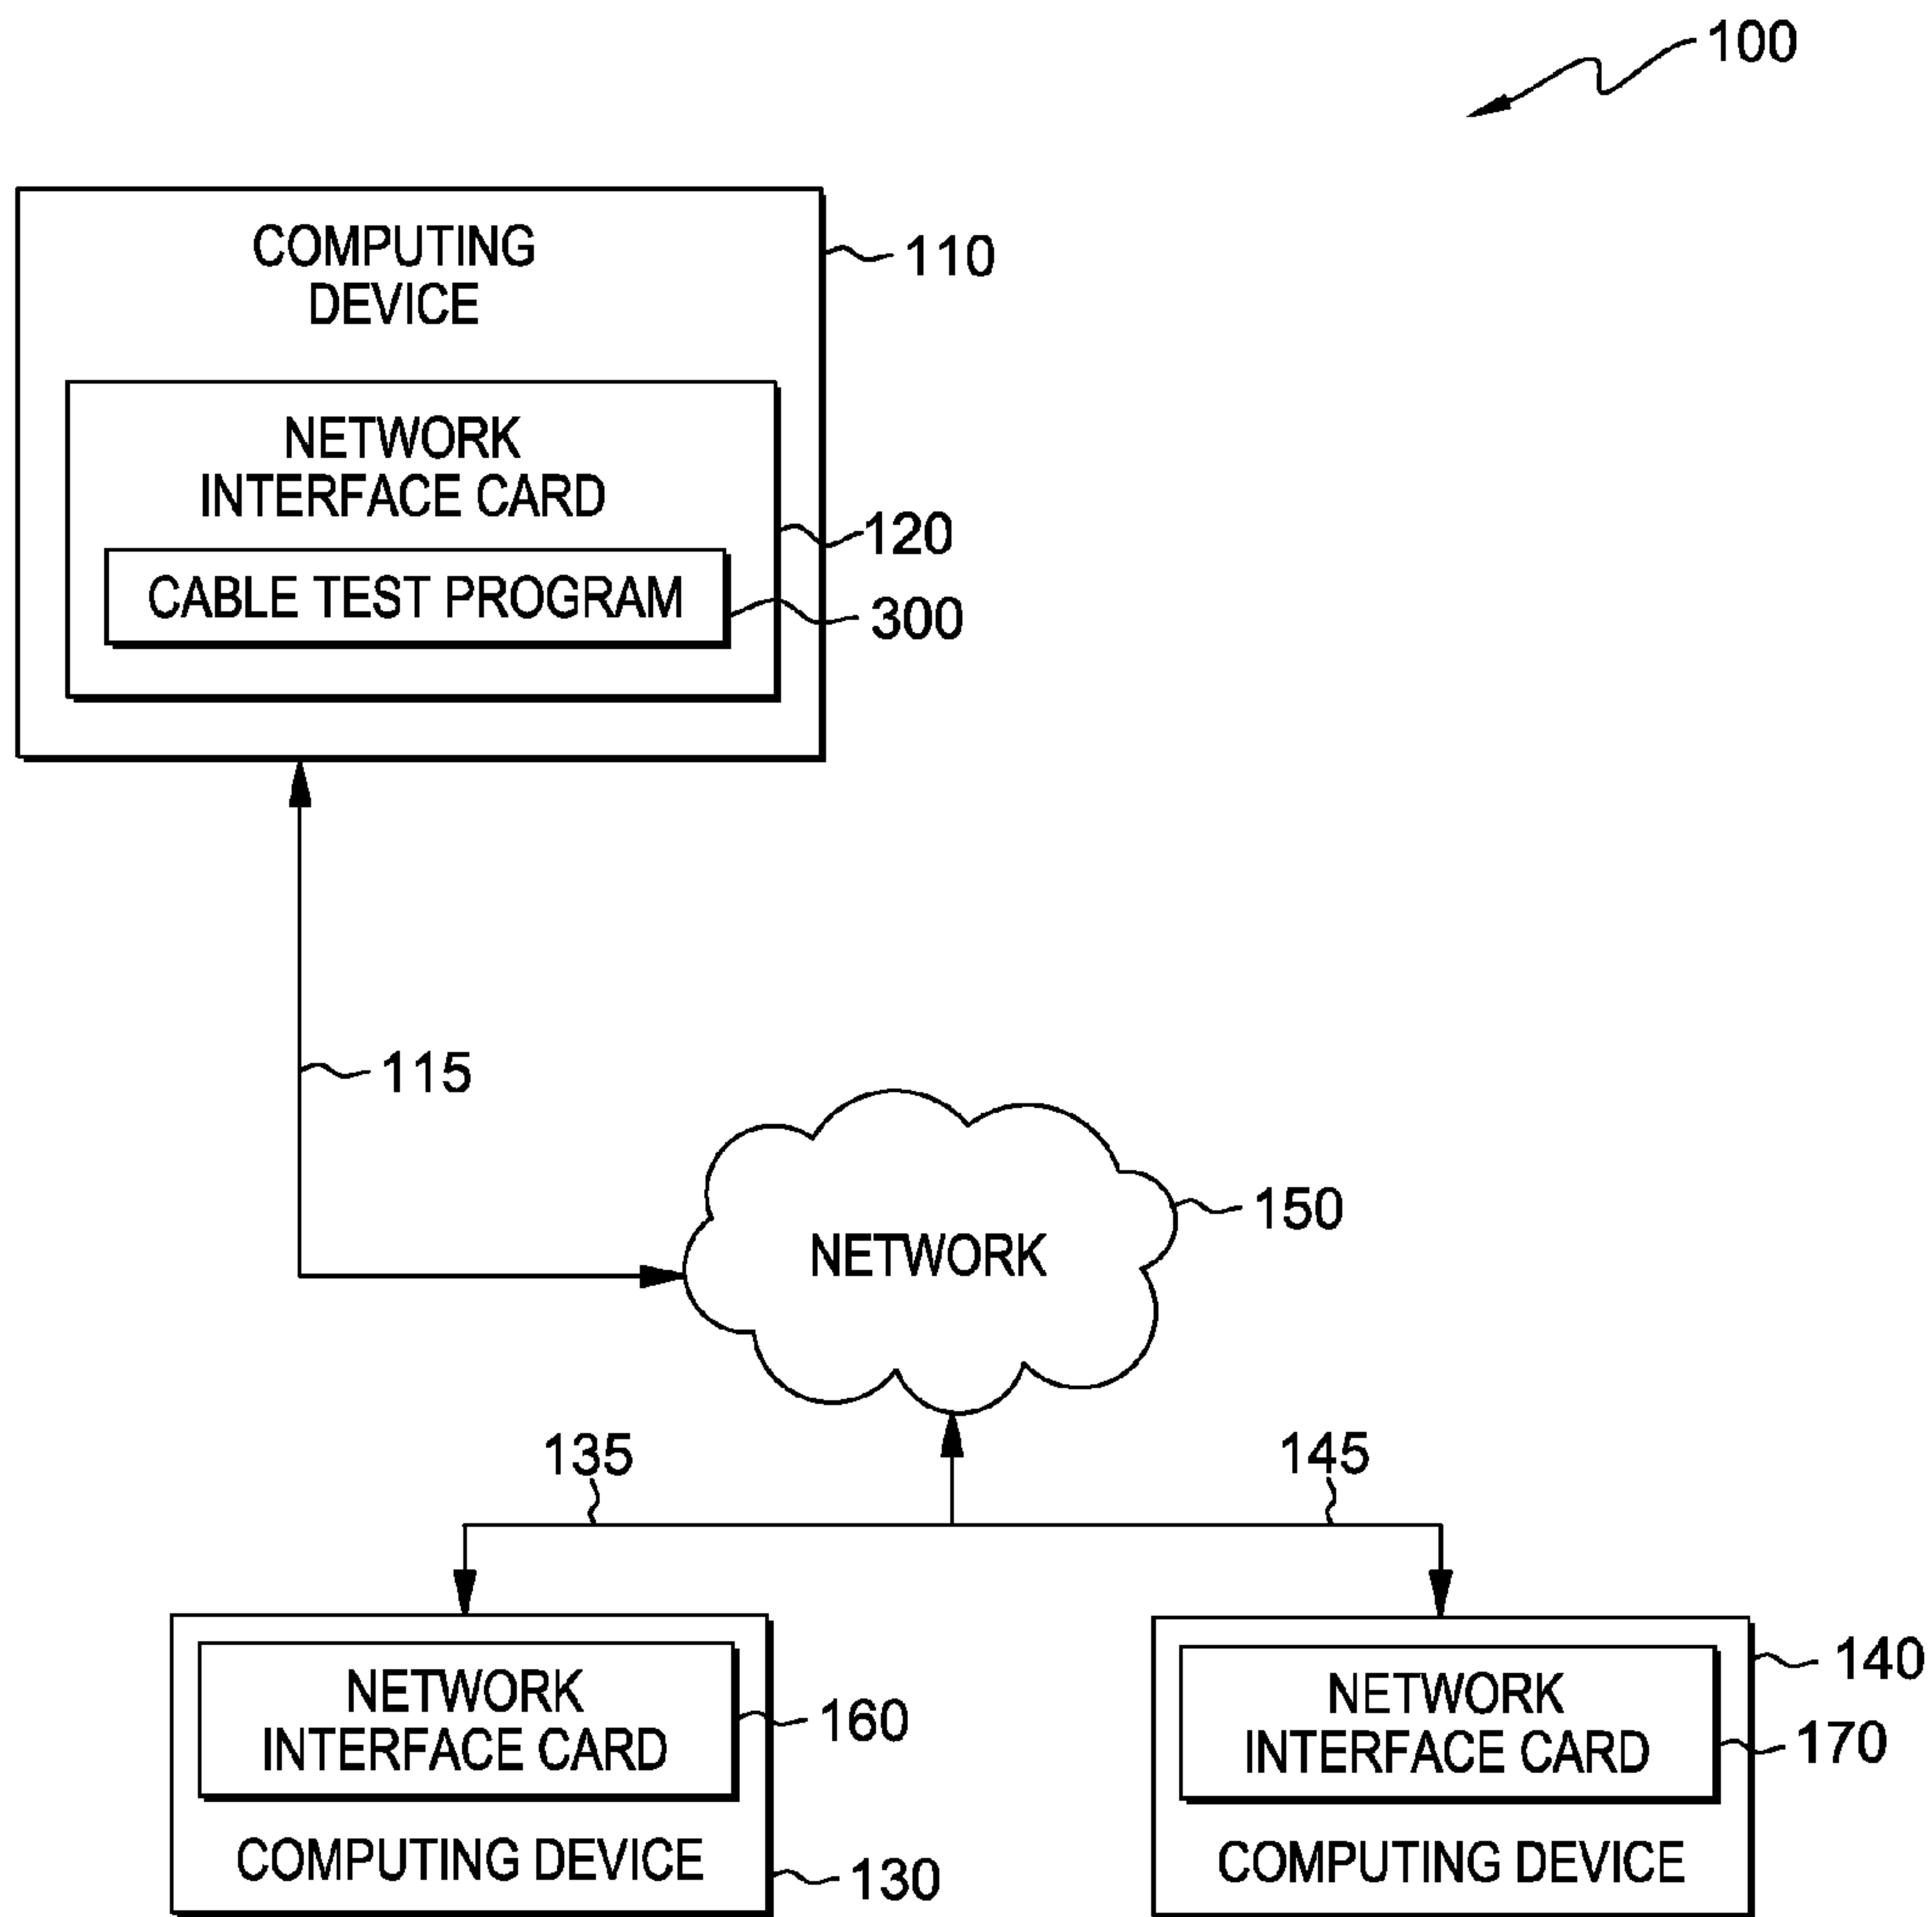 100
COMPUTING
DEVICE
110
NETWORK
INTERFACE CARD
120
CABLE TEST PROGRAM
300
115
150
NETWORK
135
145
NETWORK
INTERFACE CARD
160
COMPUTING DEVICE
130
140
NETWORK
INTERFACE CARD
170
COMPUTING DEVICE